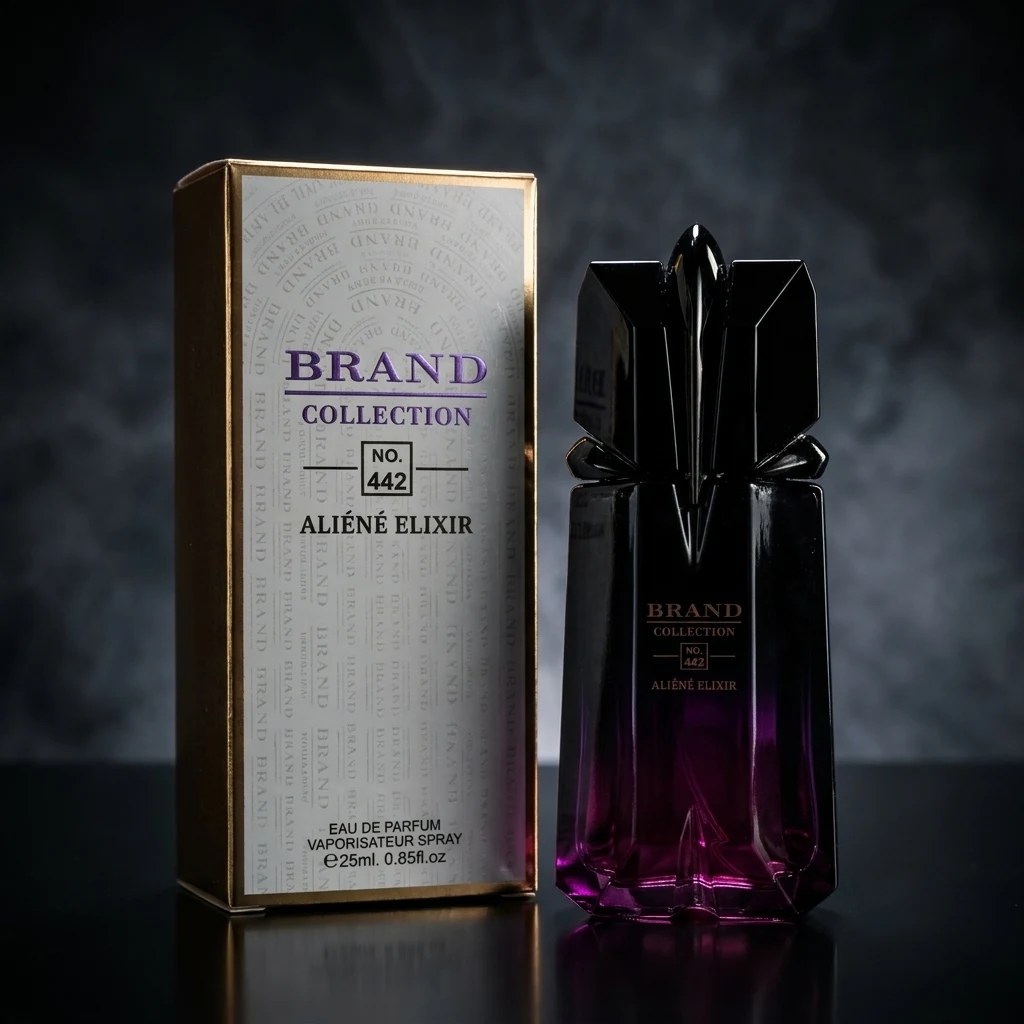 BRAND
COLLECTION
NO.
442
ALIÉNÉ ELIXIR
EAU DE PARFUM
VAPORISATEUR SPRAY
℮25ml. 0.85fl.oz
BRAND
COLLECTION
NO.
442
ALIÉNÉ ELIXIR